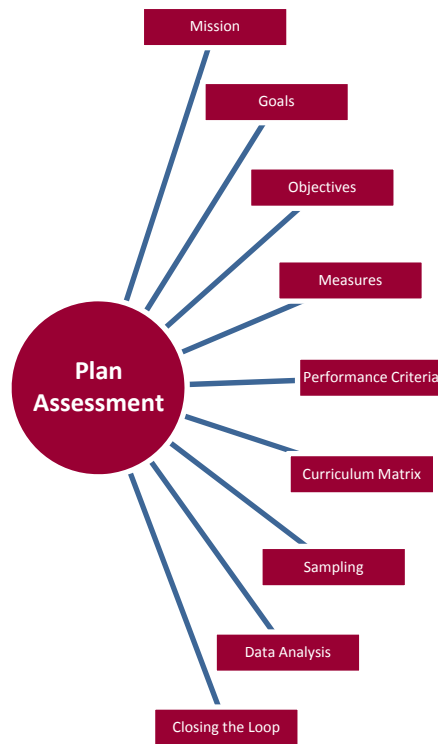 Mission
Goals
Objectives
Measures
Plan
Assessment
Performance Criteria
Curriculum Matrix
Sampling
Data Analysis
Closing the Loop